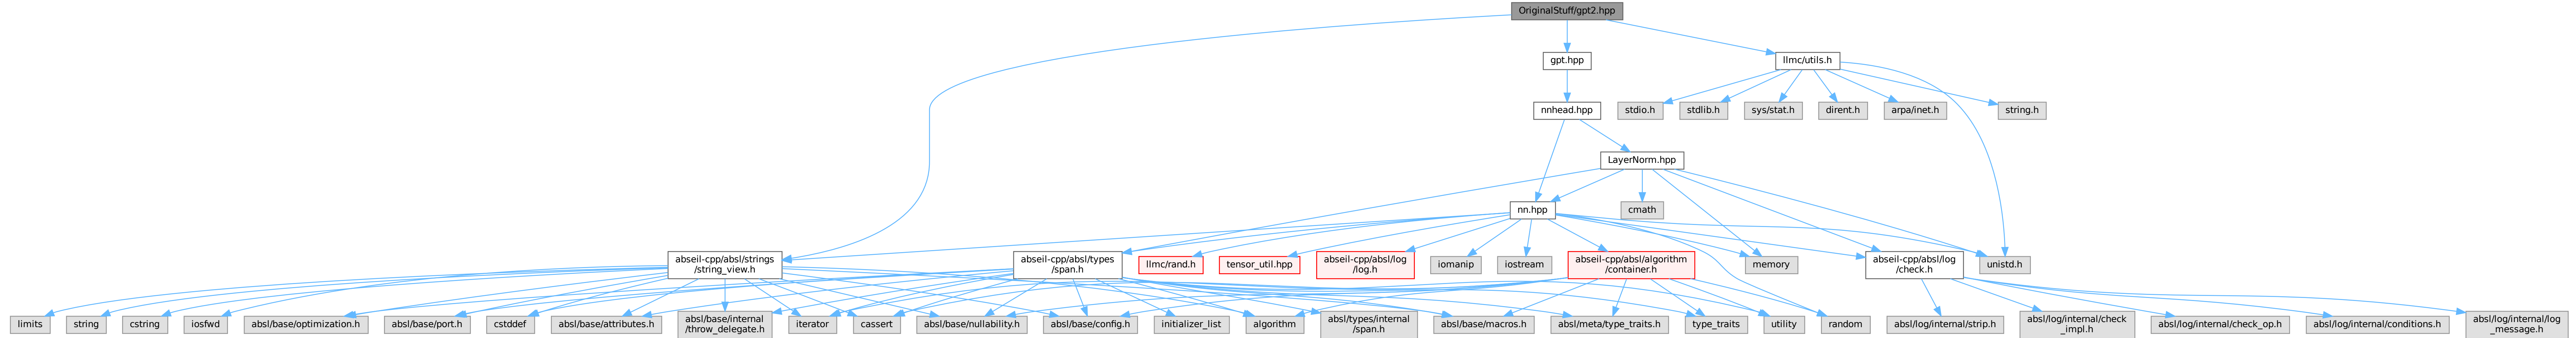 OriginalStuff/gpt2.hpp
gpt.hpp
llmc/utils.h
nnhead.hpp
stdio.h
stdlib.h
sys/stat.h
dirent.h
arpa/inet.h
string.h
LayerNorm.hpp
nn.hpp
cmath
abseil-cpp/absl/strings
/string_view.h
abseil-cpp/absl/types
/span.h
llmc/rand.h
tensor_util.hpp
abseil-cpp/absl/log
/log.h
iomanip
iostream
abseil-cpp/absl/algorithm
/container.h
memory
abseil-cpp/absl/log
/check.h
unistd.h
limits
string
cstring
iosfwd
absl/base/optimization.h
absl/base/port.h
cstddef
absl/base/attributes.h
absl/base/internal
/throw_delegate.h
iterator
cassert
absl/base/nullability.h
absl/base/config.h
initializer_list
algorithm
absl/types/internal
/span.h
absl/base/macros.h
absl/meta/type_traits.h
type_traits
utility
random
absl/log/internal/strip.h
absl/log/internal/check
_impl.h
absl/log/internal/check_op.h
absl/log/internal/conditions.h
absl/log/internal/log
_message.h